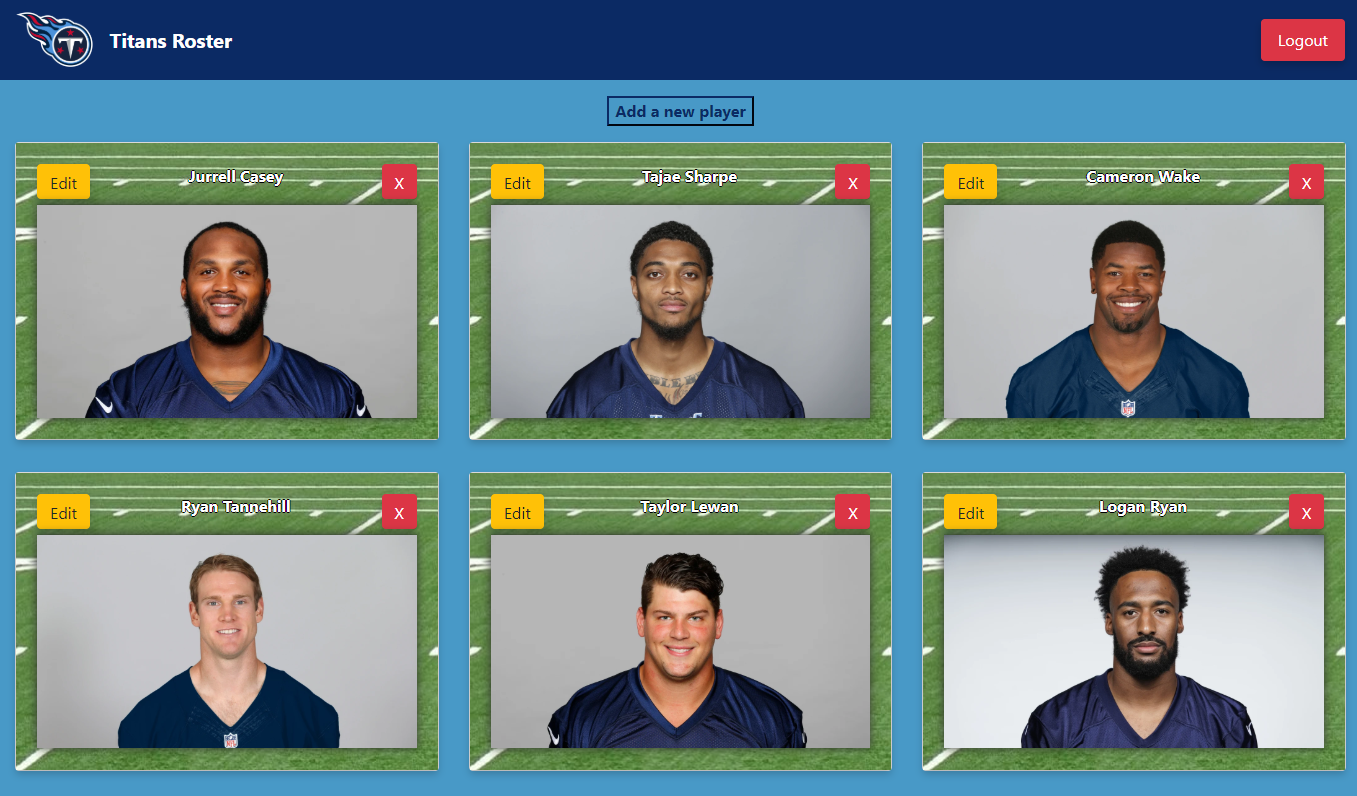 Titans Roster
Logout
Add a new player
Edit
Jurrell Casey
X
Edit
Tajae Sharpe
X
Edit
Cameron Wake
X
Edit
Ryan Tannehill
X
Edit
Taylor Lewan
X
Edit
Logan Ryan
X